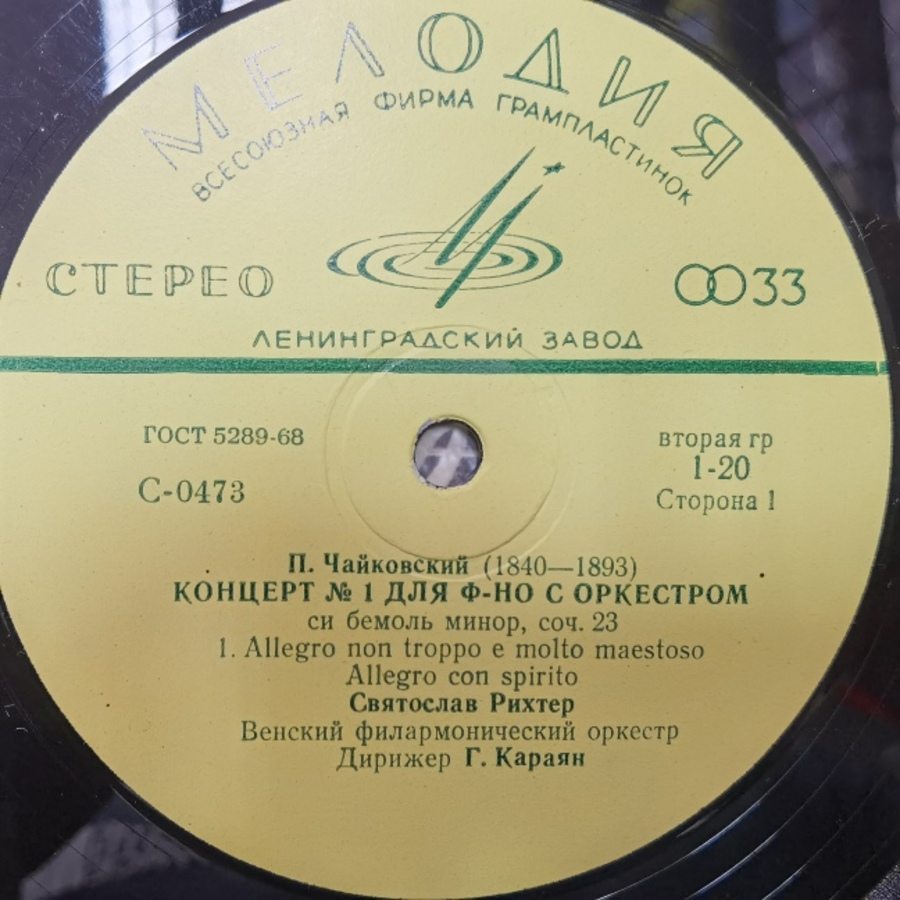 МЕЛОДИЯ
ВСЕСОЮЗНАЯ ФИРМА ГРАМПЛАСТИНОК
СТЕРЕО
33
ЛЕНИНГРАДСКИЙ ЗАВОД
ГОСТ 5289-68
вторая гр
С-0473
1-20
Сторона 1
П. Чайковский (1840—1893)
КОНЦЕРТ № 1 ДЛЯ Ф-НО С ОРКЕСТРОМ
си бемоль минор, соч. 23
1. Allegro non troppo e molto maestoso
Allegro con spirito
Святослав Рихтер
Венский филармонический оркестр
Дирижер Г. Караян